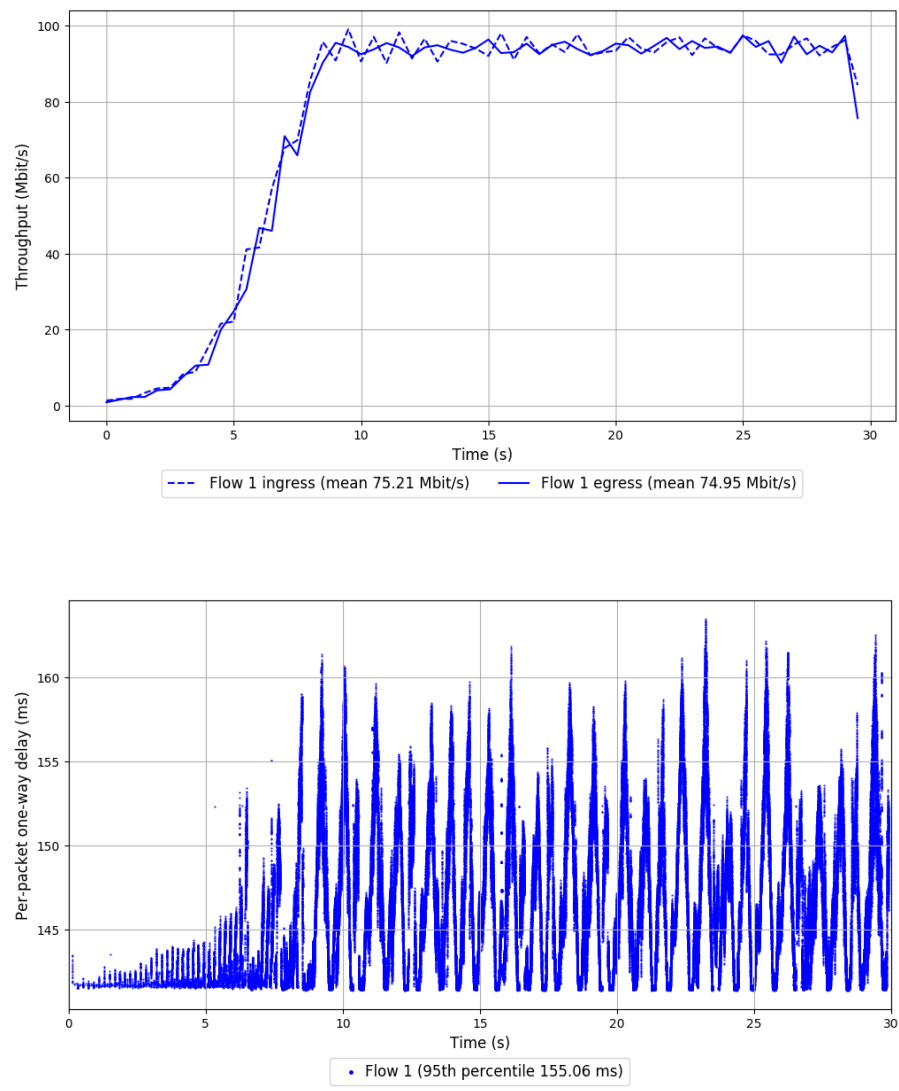 100
80
60
40
20
0
Throughput (Mbit/s)
0 5 10 15 20 25 30
Time (s)
Flow 1 ingress (mean 75.21 Mbit/s) Flow 1 egress (mean 74.95 Mbit/s)
160
155
150
145
Per-packet one-way delay (ms)
0 5 10 15 20 25 30
Time (s)
Flow 1 (95th percentile 155.06 ms)